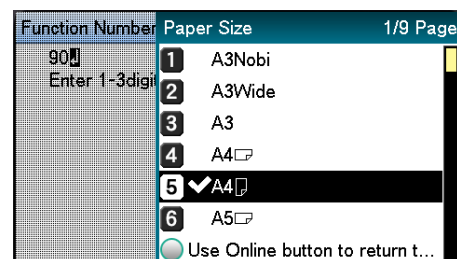 Function Number
90
Enter 1-3digi
Paper Size 1/9 Page
1 A3Nobi
2 A3Wide
3 A3
4 A4
5 A4
6 A5
Use Online button to return t...